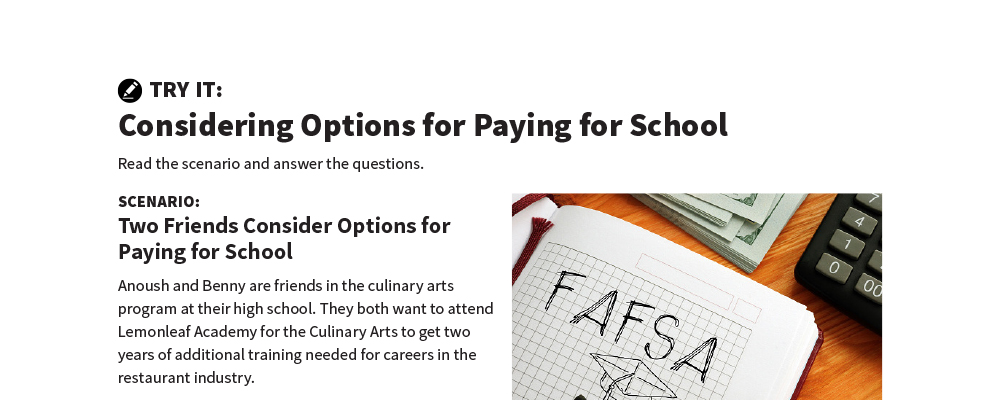 TRY IT:
Considering Options for Paying for School
Read the scenario and answer the questions.
SCENARIO:
Two Friends Consider Options for
Paying for School
Anoush and Benny are friends in the culinary arts
program at their high school. They both want to attend
Lemonleaf Academy for the Culinary Arts to get two
years of additional training needed for careers in the
restaurant industry.
FAFSA
7
4
1
0
00